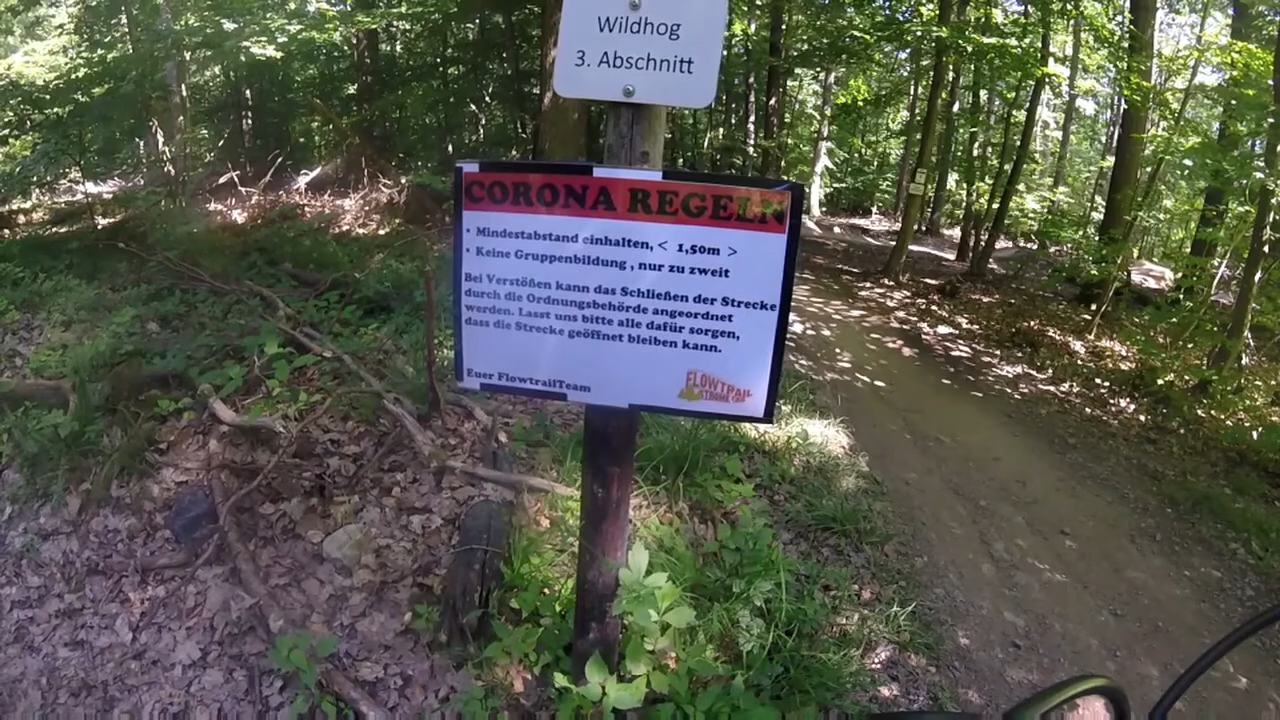 Wildhog
3. Abschnitt
CORONA REGELN
• Mindestabstand einhalten, < 1,50m >
• Keine Gruppenbildung , nur zu zweit
Bei Verstößen kann das Schließen der Strecke
durch die Ordnungsbehörde angeordnet
werden. Lasst uns bitte alle dafür sorgen,
dass die Strecke geöffnet bleiben kann.
Euer FlowtrailTeam
FLOWTRAIL
STROMBERG